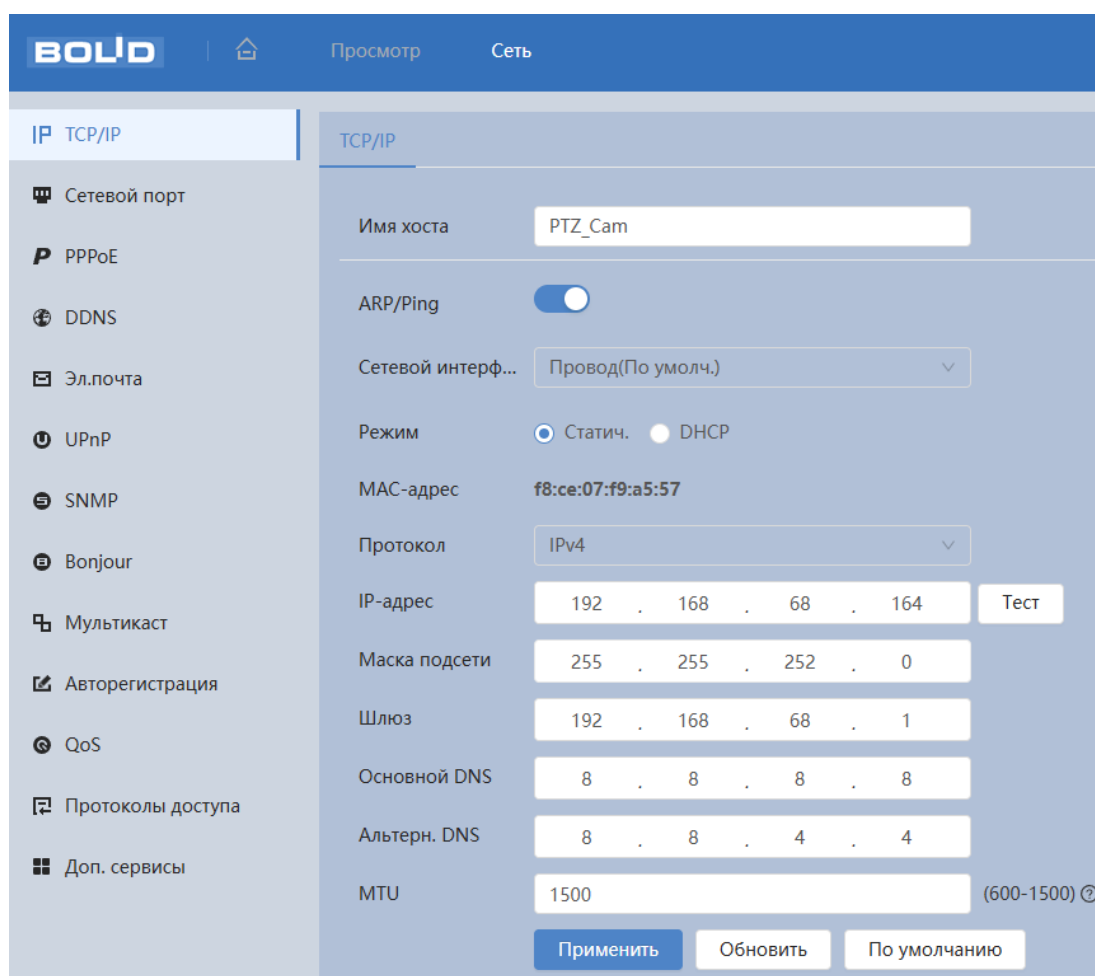 BOLID Просмотр Сеть
TCP/IP
Сетевой порт
PPPoE
DDNS
Эл.почта
UPnP
SNMP
Bonjour
Мультикаст
Авторегистрация
QoS
Протоколы доступа
Доп. сервисы
TCP/IP
Имя хоста PTZ_Cam
ARP/Ping
Сетевой интерф... Провод(По умолч.)
Режим Статич. DHCP
МАС-адрес f8:ce:07:f9:a5:57
Протокол IPv4
IP-адрес 192 . 168 . 68 . 164 Тест
Маска подсети 255 . 255 . 252 . 0
Шлюз 192 . 168 . 68 . 1
Основной DNS 8 . 8 . 8 . 8
Альтерн. DNS 8 . 8 . 4 . 4
MTU 1500 (600-1500)
Применить Обновить По умолчанию